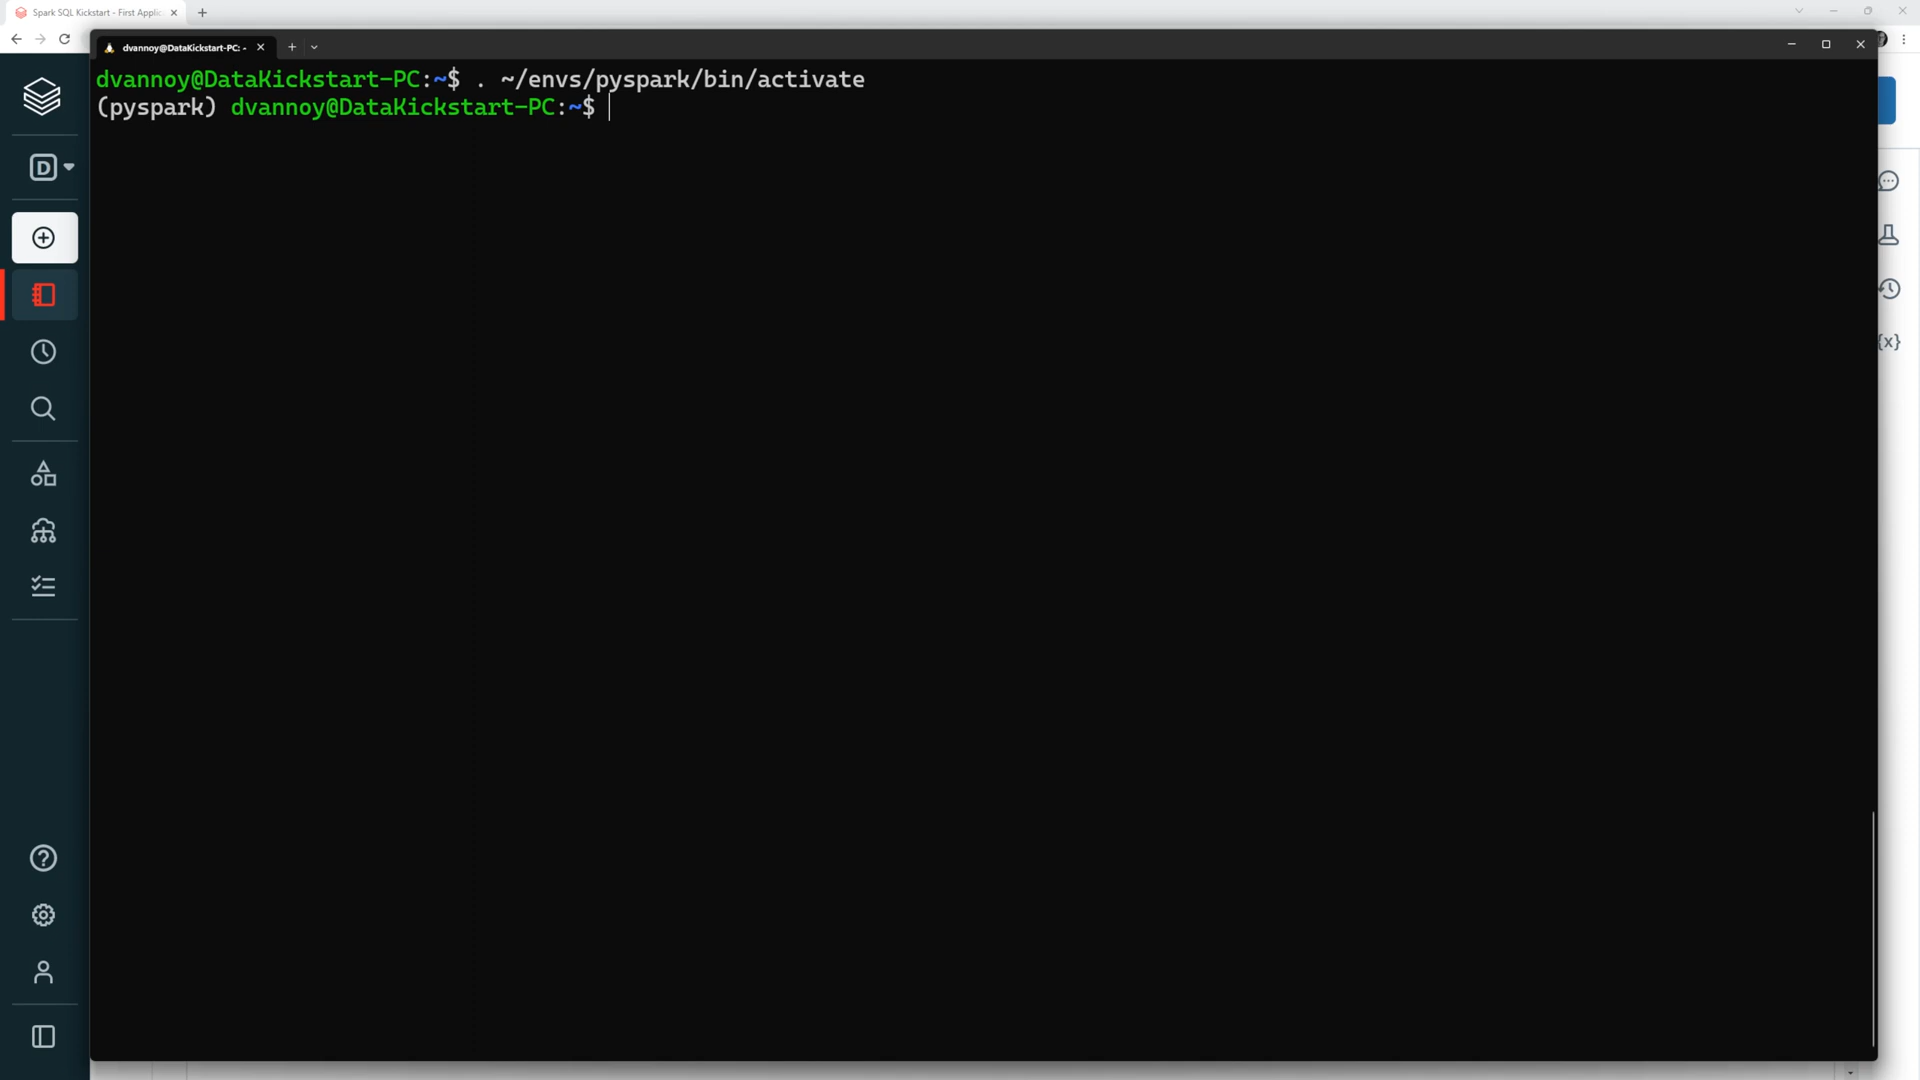 Spark SQL Kickstart - First Applic
dvannoy@DataKickstart-PC: ~
dvannoy@DataKickstart-PC:~$ . ~/envs/pyspark/bin/activate
(pyspark) dvannoy@DataKickstart-PC:~$
D
{x}